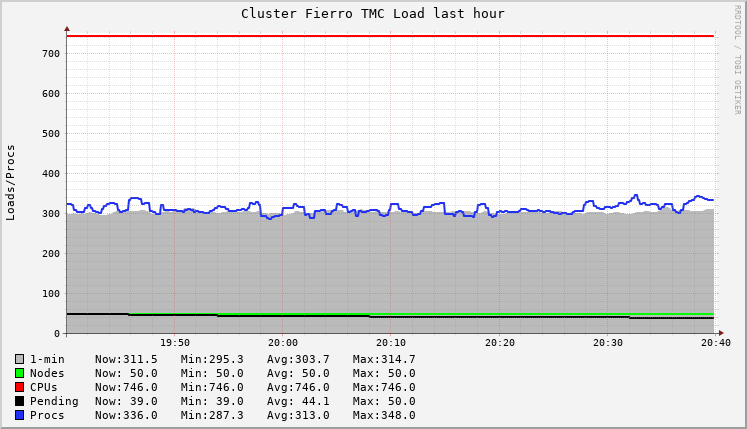 Cluster Fierro TMC Load last hour
RRDTOOL / TOBI OETIKER
Loads/Procs
700
600
500
400
300
200
100
0
19:50 20:00 20:10 20:20 20:30 20:40
1-min Now:311.5 Min:295.3 Avg:303.7 Max:314.7
Nodes Now: 50.0 Min: 50.0 Avg: 50.0 Max: 50.0
CPUs Now:746.0 Min:746.0 Avg:746.0 Max:746.0
Pending Now: 39.0 Min: 39.0 Avg: 44.1 Max: 50.0
Procs Now:336.0 Min:287.3 Avg:313.0 Max:348.0